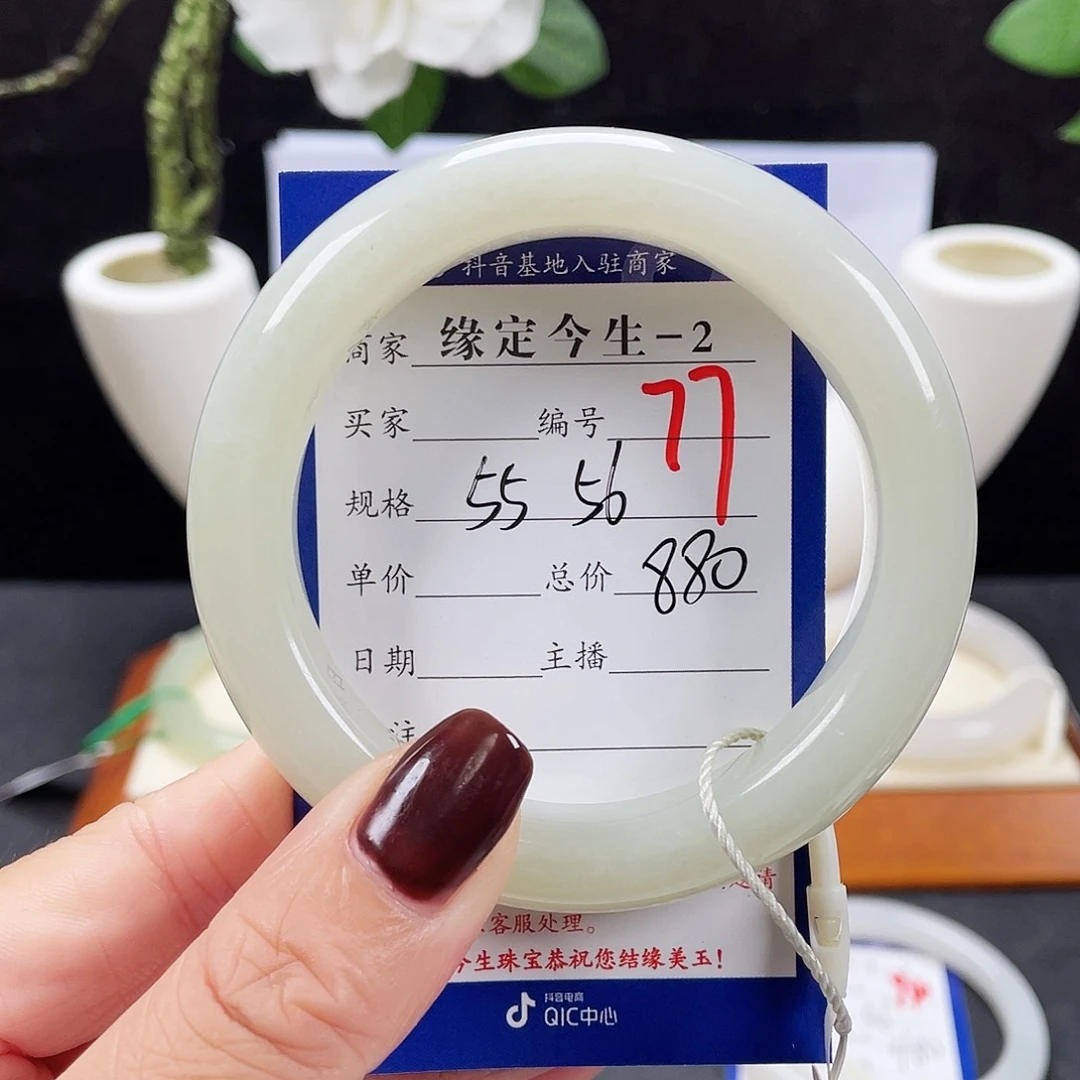 抖音基地入驻商家
商家 缘定今生-2
买家 编号 77
规格 55 56
单价 总价 880
日期 主播
注
客服处理。
今生珠宝恭祝您结缘美玉!
抖音电商
QIC中心